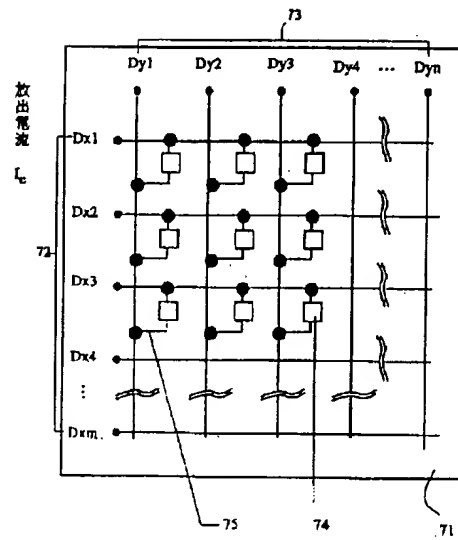 73
Dy1 Dy2 Dy3 Dy4 ... Dyn
放出電流 Ie
72
Dx1
Dx2
Dx3
Dx4
...
Dxm
75 74 71